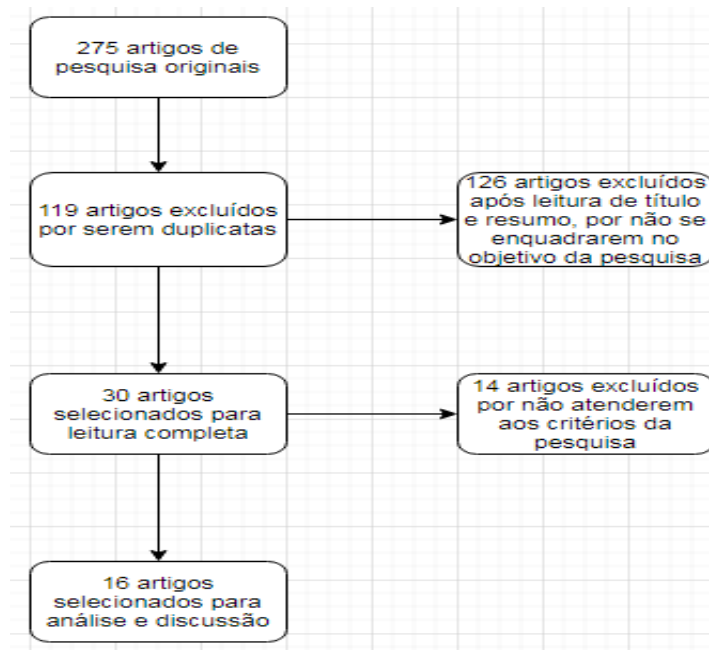 275 artigos de
pesquisa originais
119 artigos excluídos
por serem duplicatas
126 artigos excluídos
após leitura de título
e resumo, por não se
enquadrarem no
objetivo da pesquisa
30 artigos
selecionados para
leitura completa
14 artigos excluídos
por não atenderem
aos critérios da
pesquisa
16 artigos
selecionados para
análise e discussão